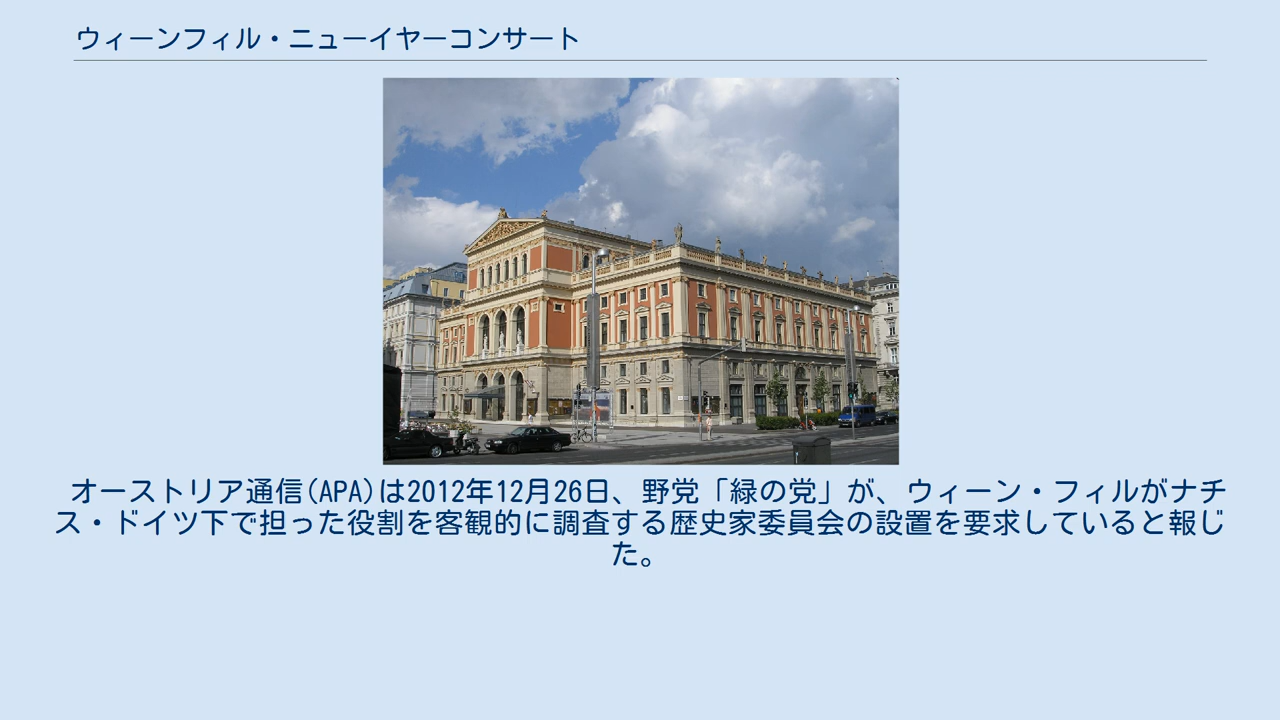 ウィーンフィル・ニューイヤーコンサート
オーストリア通信(APA)は2012年12月26日、野党「緑の党」が、ウィーン・フィルがナチ
ス・ドイツ下で担った役割を客観的に調査する歴史家委員会の設置を要求していると報じ
た。